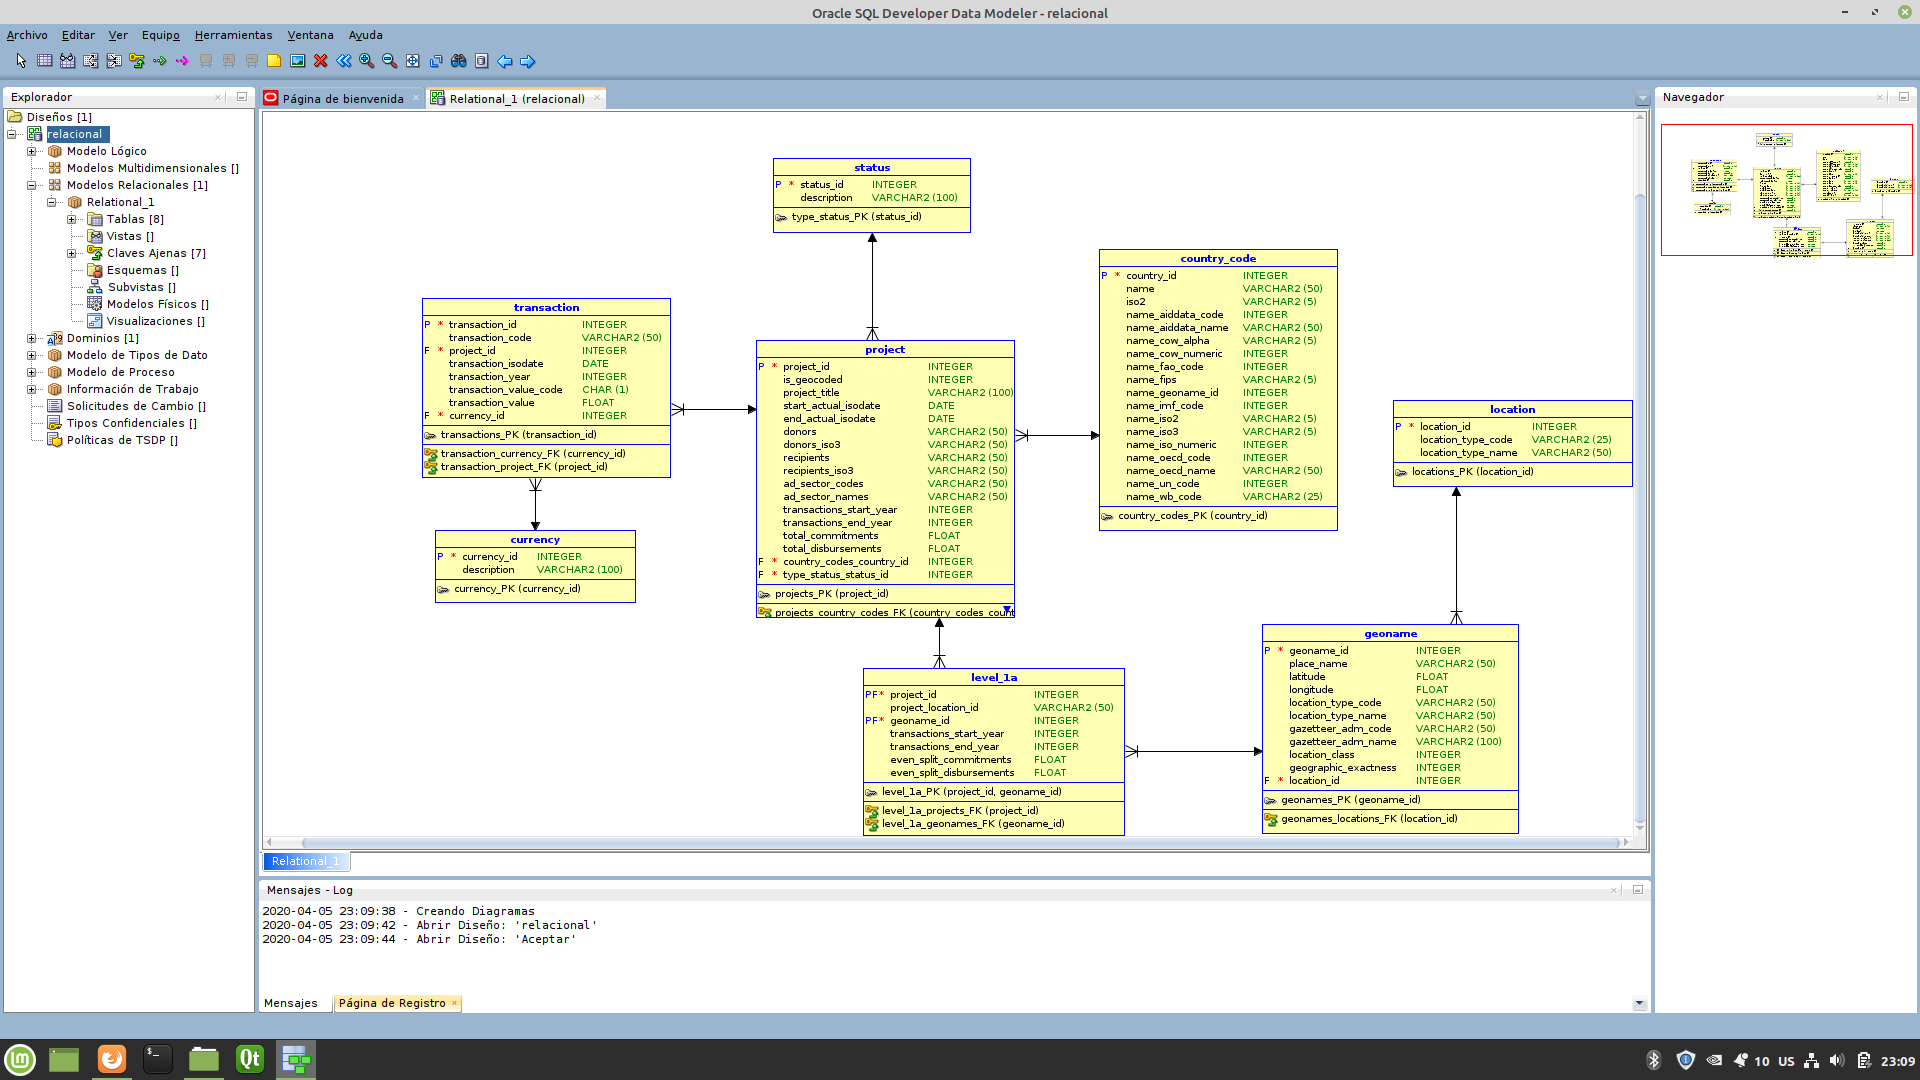 Oracle SQL Developer Data Modeler - relacional
Archivo Editar Ver Equipo Herramientas Ventana Ayuda
Explorador
Diseños [1]
relacional
Modelo Lógico
Modelos Multidimensionales []
Modelos Relacionales [1]
Relational_1
Tablas [8]
Vistas []
Claves Ajenas [7]
Esquemas []
Subvistas []
Modelos Físicos []
Visualizaciones []
Dominios [1]
Modelo de Tipos de Dato
Modelo de Proceso
Información de Trabajo
Solicitudes de Cambio []
Tipos Confidenciales []
Políticas de TSDP []
Página de bienvenida
Relational_1 (relacional)
status
P * status_id INTEGER
description VARCHAR2 (100)
type_status_PK (status_id)
transaction
P * transaction_id INTEGER
transaction_code VARCHAR2 (50)
F * project_id INTEGER
transaction_isodate DATE
transaction_year INTEGER
transaction_value_code CHAR (1)
transaction_value FLOAT
F * currency_id INTEGER
transactions_PK (transaction_id)
transaction_currency_FK (currency_id)
transaction_project_FK (project_id)
currency
P * currency_id INTEGER
description VARCHAR2 (100)
currency_PK (currency_id)
project
P * project_id INTEGER
is_geocoded INTEGER
project_title VARCHAR2 (100)
start_actual_isodate DATE
end_actual_isodate DATE
donors VARCHAR2 (50)
donors_iso3 VARCHAR2 (50)
recipients VARCHAR2 (50)
recipients_iso3 VARCHAR2 (50)
ad_sector_codes VARCHAR2 (50)
ad_sector_names VARCHAR2 (50)
transactions_start_year INTEGER
transactions_end_year INTEGER
total_commitments FLOAT
total_disbursements FLOAT
F * country_codes_country_id INTEGER
F * type_status_status_id INTEGER
projects_PK (project_id)
projects_country_codes_FK (country_codes_count
country_code
P * country_id INTEGER
name VARCHAR2 (50)
iso2 VARCHAR2 (5)
name_aiddata_code INTEGER
name_aiddata_name VARCHAR2 (50)
name_cow_alpha VARCHAR2 (5)
name_cow_numeric INTEGER
name_fao_code INTEGER
name_fips VARCHAR2 (5)
name_geoname_id INTEGER
name_imf_code INTEGER
name_iso2 VARCHAR2 (5)
name_iso3 VARCHAR2 (5)
name_iso_numeric INTEGER
name_oecd_code INTEGER
name_oecd_name VARCHAR2 (50)
name_un_code INTEGER
name_wb_code VARCHAR2 (25)
country_codes_PK (country_id)
location
P * location_id INTEGER
location_type_code VARCHAR2 (25)
location_type_name VARCHAR2 (50)
locations_PK (location_id)
level_1a
PF * project_id INTEGER
project_location_id VARCHAR2 (50)
PF * geoname_id INTEGER
transactions_start_year INTEGER
transactions_end_year INTEGER
even_split_commitments FLOAT
even_split_disbursements FLOAT
level_1a_PK (project_id, geoname_id)
level_1a_projects_FK (project_id)
level_1a_geonames_FK (geoname_id)
geoname
P * geoname_id INTEGER
place_name VARCHAR2 (50)
latitude FLOAT
longitude FLOAT
location_type_code VARCHAR2 (50)
location_type_name VARCHAR2 (50)
gazetteer_adm_code VARCHAR2 (50)
gazetteer_adm_name VARCHAR2 (100)
location_class INTEGER
geographic_exactness INTEGER
F * location_id INTEGER
geonames_PK (geoname_id)
geonames_locations_FK (location_id)
Relational_1
Navegador
Mensajes - Log
2020-04-05 23:09:38 - Creando Diagramas
2020-04-05 23:09:42 - Abrir Diseño: 'relacional'
2020-04-05 23:09:44 - Abrir Diseño: 'Aceptar'
Mensajes
Página de Registro
Qt
10 US 23:09